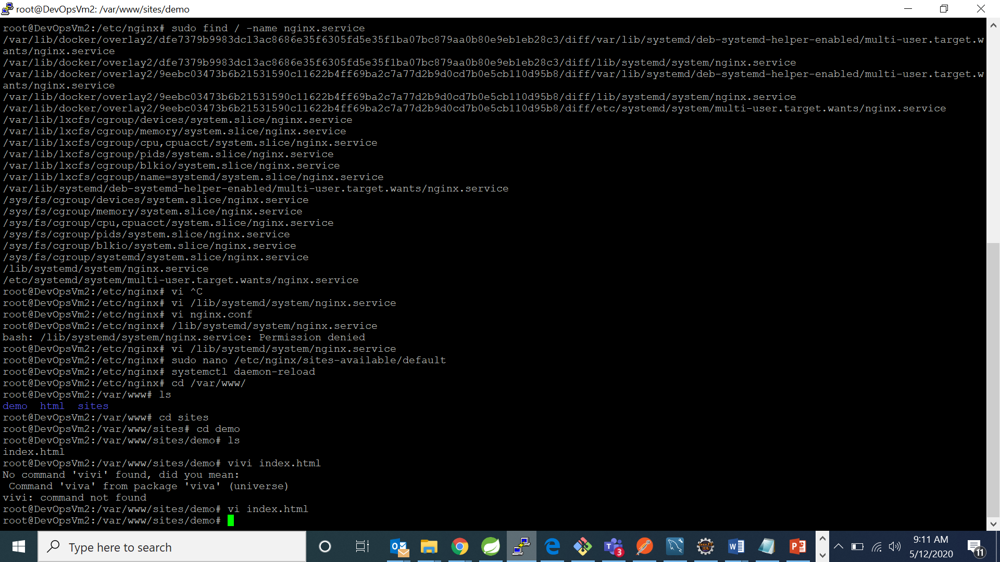 root@DevOpsVm2: /var/www/sites/demo
root@DevOpsVm2:/etc/nginx# sudo find / -name nginx.service
/var/lib/docker/overlay2/dfe7379b9983dc13ac8686e35f6305fd5e35f1ba07bc879aa0b80e9eb1eb28c3/diff/var/lib/systemd/deb-systemd-helper-enabled/multi-user.target.w
ants/nginx.service
/var/lib/docker/overlay2/dfe7379b9983dc13ac8686e35f6305fd5e35f1ba07bc879aa0b80e9eb1eb28c3/diff/lib/systemd/system/nginx.service
/var/lib/docker/overlay2/9eebc03473b6b21531590c11622b4ff69ba2c7a77d2b9d0cd7b0e5cb110d95b8/diff/var/lib/systemd/deb-systemd-helper-enabled/multi-user.target.w
ants/nginx.service
/var/lib/docker/overlay2/9eebc03473b6b21531590c11622b4ff69ba2c7a77d2b9d0cd7b0e5cb110d95b8/diff/lib/systemd/system/nginx.service
/var/lib/docker/overlay2/9eebc03473b6b21531590c11622b4ff69ba2c7a77d2b9d0cd7b0e5cb110d95b8/diff/etc/systemd/system/multi-user.target.wants/nginx.service
/var/lib/lxcfs/cgroup/devices/system.slice/nginx.service
/var/lib/lxcfs/cgroup/memory/system.slice/nginx.service
/var/lib/lxcfs/cgroup/cpu,cpuacct/system.slice/nginx.service
/var/lib/lxcfs/cgroup/pids/system.slice/nginx.service
/var/lib/lxcfs/cgroup/blkio/system.slice/nginx.service
/var/lib/lxcfs/cgroup/name=systemd/system.slice/nginx.service
/var/lib/systemd/deb-systemd-helper-enabled/multi-user.target.wants/nginx.service
/sys/fs/cgroup/devices/system.slice/nginx.service
/sys/fs/cgroup/memory/system.slice/nginx.service
/sys/fs/cgroup/cpu,cpuacct/system.slice/nginx.service
/sys/fs/cgroup/pids/system.slice/nginx.service
/sys/fs/cgroup/blkio/system.slice/nginx.service
/sys/fs/cgroup/systemd/system.slice/nginx.service
/lib/systemd/system/nginx.service
/etc/systemd/system/multi-user.target.wants/nginx.service
root@DevOpsVm2:/etc/nginx# vi ^C
root@DevOpsVm2:/etc/nginx# vi /lib/systemd/system/nginx.service
root@DevOpsVm2:/etc/nginx# vi nginx.conf
root@DevOpsVm2:/etc/nginx# /lib/systemd/system/nginx.service
bash: /lib/systemd/system/nginx.service: Permission denied
root@DevOpsVm2:/etc/nginx# vi /lib/systemd/system/nginx.service
root@DevOpsVm2:/etc/nginx# sudo nano /etc/nginx/sites-available/default
root@DevOpsVm2:/etc/nginx# systemctl daemon-reload
root@DevOpsVm2:/etc/nginx# cd /var/www/
root@DevOpsVm2:/var/www# ls
demo  html  sites
root@DevOpsVm2:/var/www# cd sites
root@DevOpsVm2:/var/www/sites# cd demo
root@DevOpsVm2:/var/www/sites/demo# ls
index.html
root@DevOpsVm2:/var/www/sites/demo# vivi index.html
No command 'vivi' found, did you mean:
 Command 'viva' from package 'viva' (universe)
vivi: command not found
root@DevOpsVm2:/var/www/sites/demo# vi index.html
root@DevOpsVm2:/var/www/sites/demo#
Type here to search
9:11 AM
5/12/2020
3
11